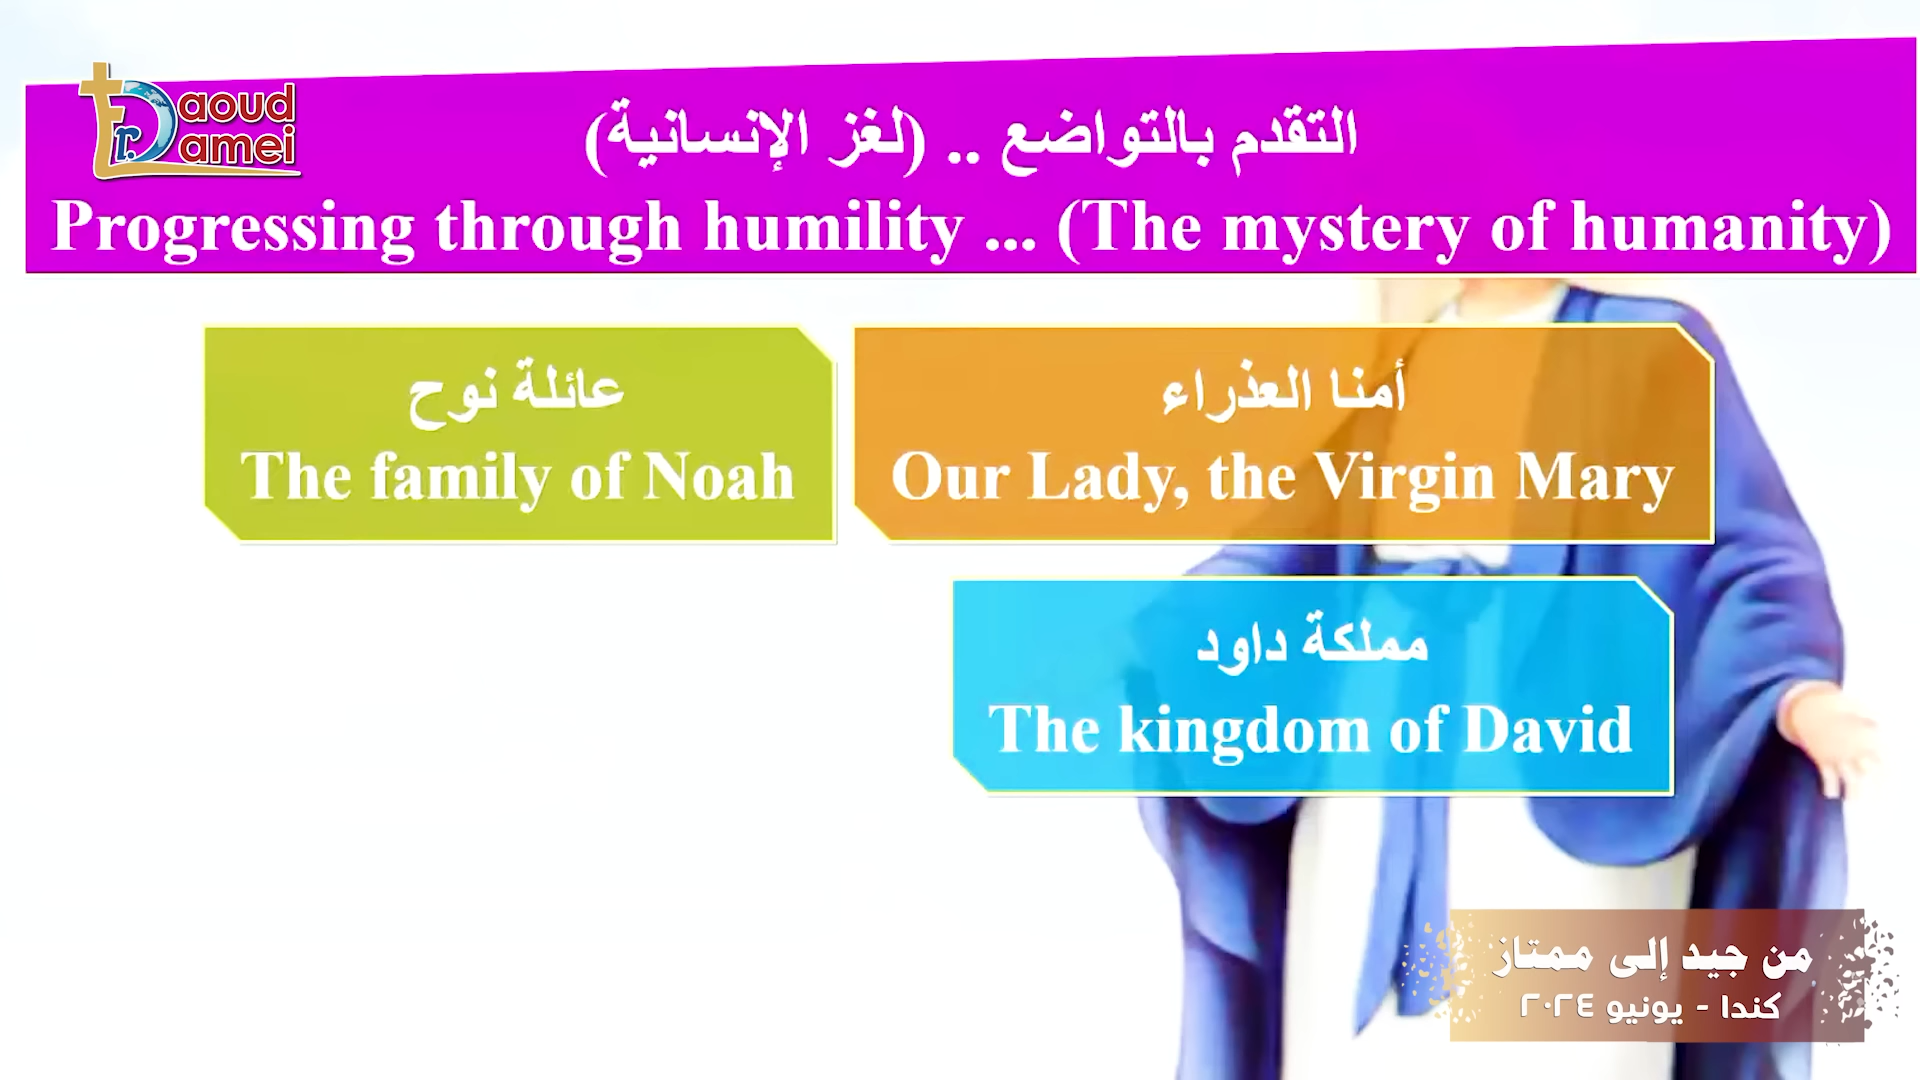 Dr. Daoud Lamei
التقدم بالتواضع .. (لغز الإنسانية)
Progressing through humility ... (The mystery of humanity)
أمنا العذراء
Our Lady, the Virgin Mary
عائلة نوح
The family of Noah
مملكة داود
The kingdom of David
من جيد إلى ممتاز
كندا - يونيو ٢٠٢٤